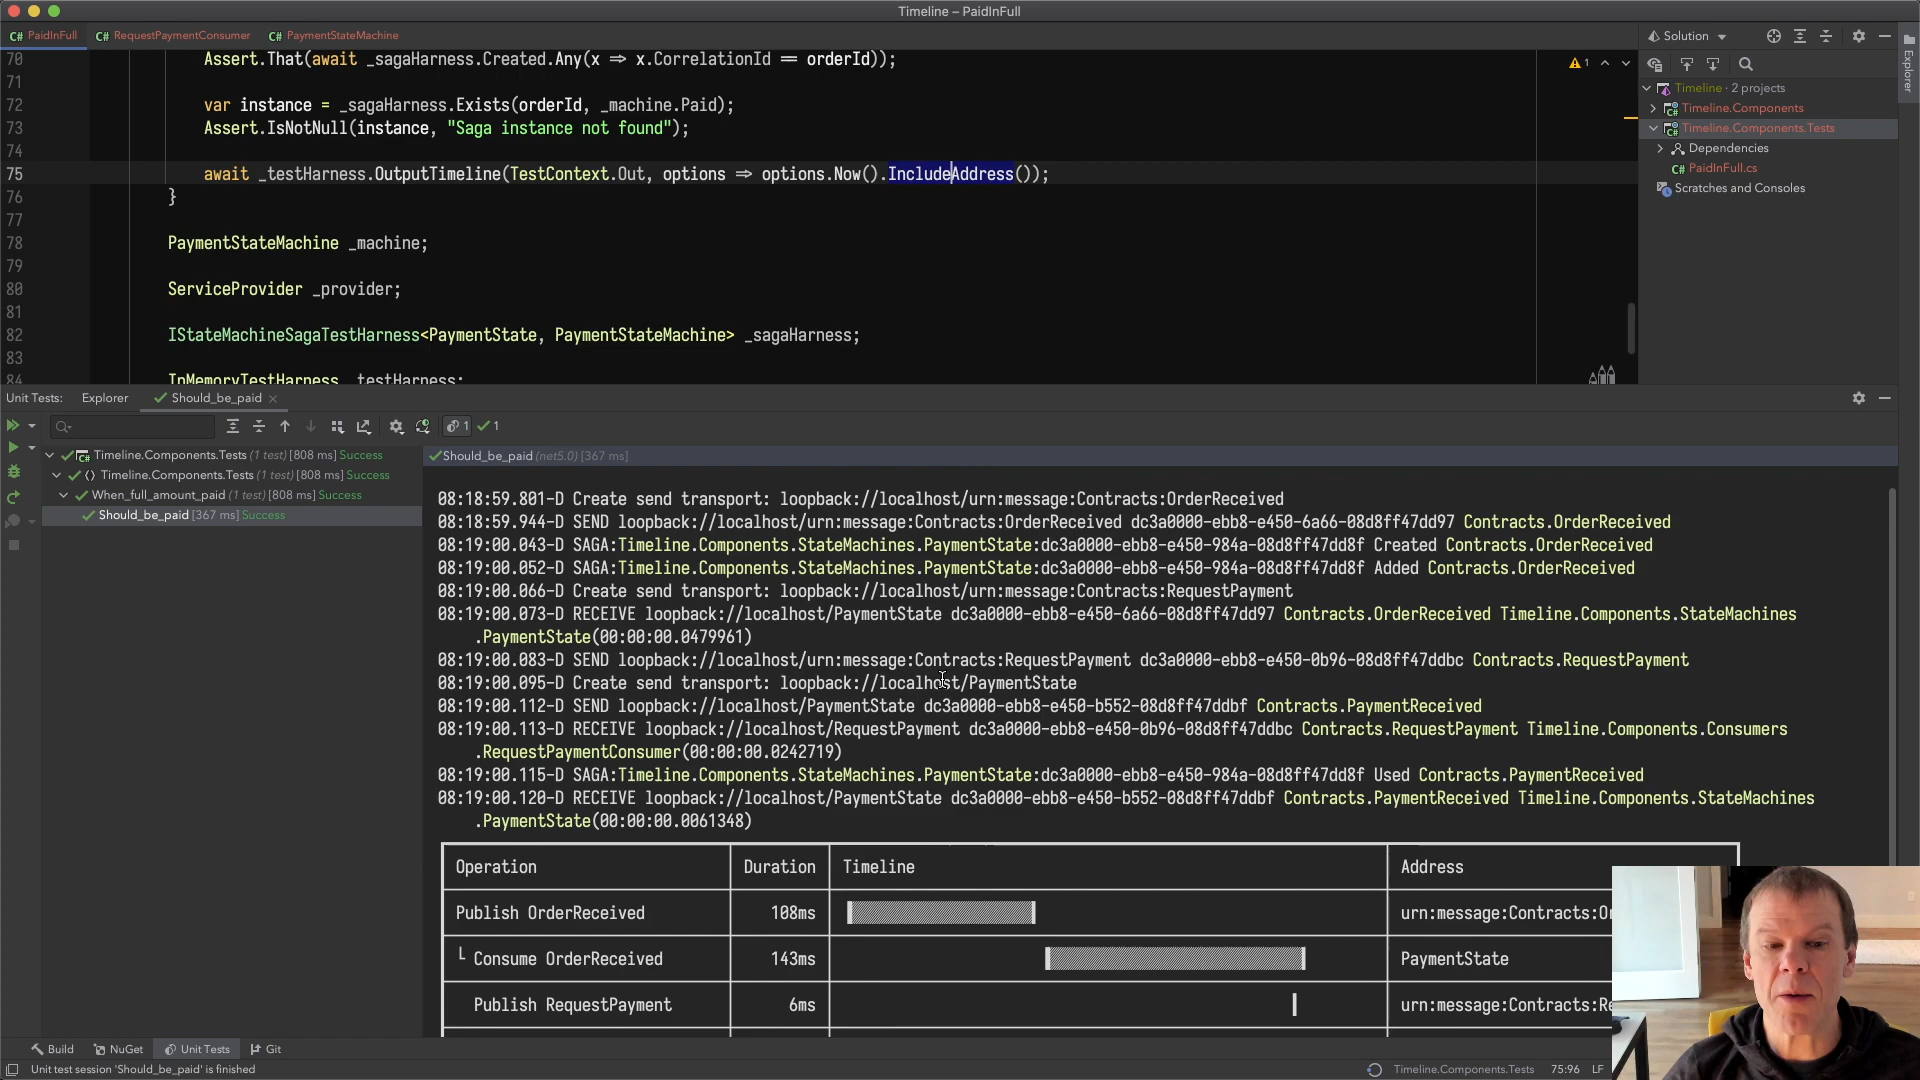 Timeline – PaidInFull
C# PaidInFull C# RequestPaymentConsumer C# PaymentStateMachine
Solution
Explorer
70 Assert.That(await _sagaHarness.Created.Any(x => x.CorrelationId == orderId));
1
71
72 var instance = _sagaHarness.Exists(orderId, _machine.Paid);
73 Assert.IsNotNull(instance, "Saga instance not found");
74
75 await _testHarness.OutputTimeline(TestContext.Out, options => options.Now().IncludeAddress());
76 }
77
78 PaymentStateMachine _machine;
79
80 ServiceProvider _provider;
81
82 IStateMachineSagaTestHarness<PaymentState, PaymentStateMachine> _sagaHarness;
83
84 InMemoryTestHarness _testHarness;
Timeline · 2 projects
Timeline.Components
Timeline.Components.Tests
Dependencies
C# PaidInFull.cs
Scratches and Consoles
Unit Tests: Explorer Should_be_paid
1 1
Timeline.Components.Tests (1 test) [808 ms] Success
Timeline.Components.Tests (1 test) [808 ms] Success
When_full_amount_paid (1 test) [808 ms] Success
Should_be_paid [367 ms] Success
Should_be_paid (net5.0) [367 ms]
08:18:59.801-D Create send transport: loopback://localhost/urn:message:Contracts:OrderReceived
08:18:59.944-D SEND loopback://localhost/urn:message:Contracts:OrderReceived dc3a0000-ebb8-e450-6a66-08d8ff47dd97 Contracts.OrderReceived
08:19:00.043-D SAGA:Timeline.Components.StateMachines.PaymentState:dc3a0000-ebb8-e450-984a-08d8ff47dd8f Created Contracts.OrderReceived
08:19:00.052-D SAGA:Timeline.Components.StateMachines.PaymentState:dc3a0000-ebb8-e450-984a-08d8ff47dd8f Added Contracts.OrderReceived
08:19:00.066-D Create send transport: loopback://localhost/urn:message:Contracts:RequestPayment
08:19:00.073-D RECEIVE loopback://localhost/PaymentState dc3a0000-ebb8-e450-6a66-08d8ff47dd97 Contracts.OrderReceived Timeline.Components.StateMachines
.PaymentState(00:00:00.0479961)
08:19:00.083-D SEND loopback://localhost/urn:message:Contracts:RequestPayment dc3a0000-ebb8-e450-0b96-08d8ff47ddbc Contracts.RequestPayment
08:19:00.095-D Create send transport: loopback://localhost/PaymentState
08:19:00.112-D SEND loopback://localhost/PaymentState dc3a0000-ebb8-e450-b552-08d8ff47ddbf Contracts.PaymentReceived
08:19:00.113-D RECEIVE loopback://localhost/RequestPayment dc3a0000-ebb8-e450-0b96-08d8ff47ddbc Contracts.RequestPayment Timeline.Components.Consumers
.RequestPaymentConsumer(00:00:00.0242719)
08:19:00.115-D SAGA:Timeline.Components.StateMachines.PaymentState:dc3a0000-ebb8-e450-984a-08d8ff47dd8f Used Contracts.PaymentReceived
08:19:00.120-D RECEIVE loopback://localhost/PaymentState dc3a0000-ebb8-e450-b552-08d8ff47ddbf Contracts.PaymentReceived Timeline.Components.StateMachines
.PaymentState(00:00:00.0061348)
Operation Duration Timeline Address
Publish OrderReceived 108ms urn:message:Contracts:Or
└ Consume OrderReceived 143ms PaymentState
Publish RequestPayment 6ms urn:message:Contracts:Re
Build NuGet Unit Tests Git
Unit test session 'Should_be_paid' is finished
Timeline.Components.Tests 75:96 LF